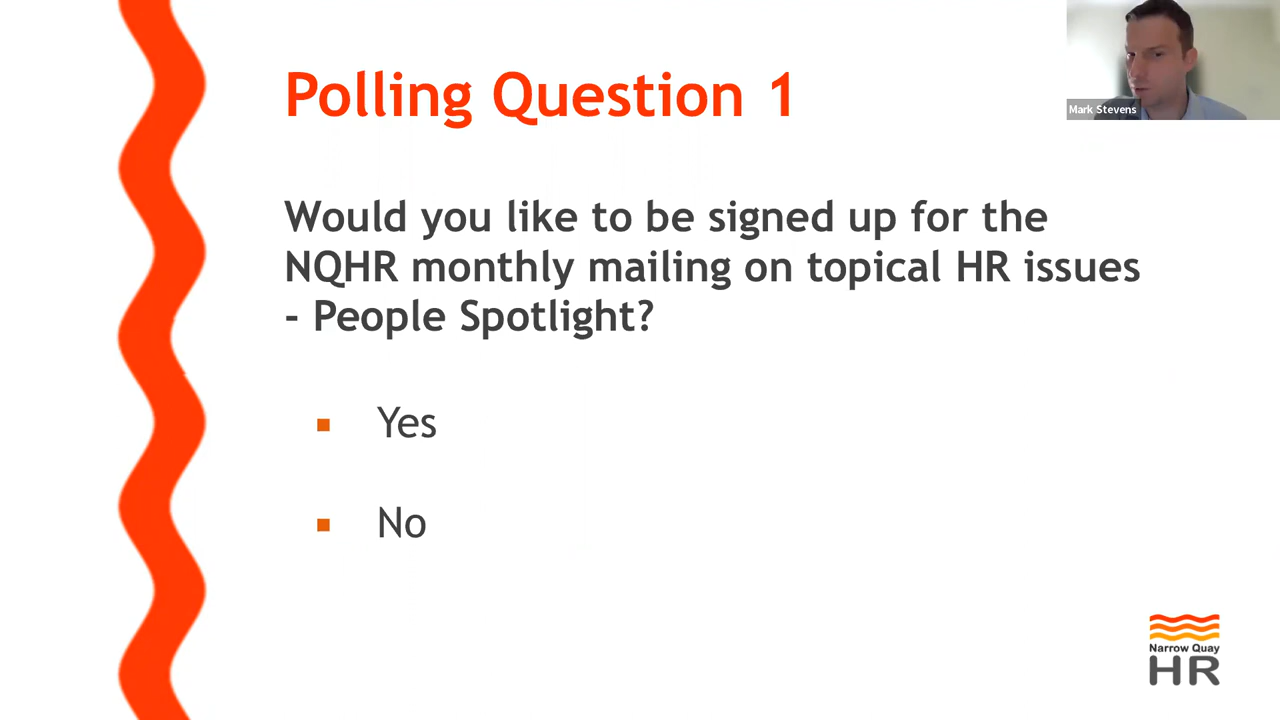 Polling Question 1
Mark Stevens
Would you like to be signed up for the
NQHR monthly mailing on topical HR issues
- People Spotlight?
▪ Yes
▪ No
Narrow Quay
HR